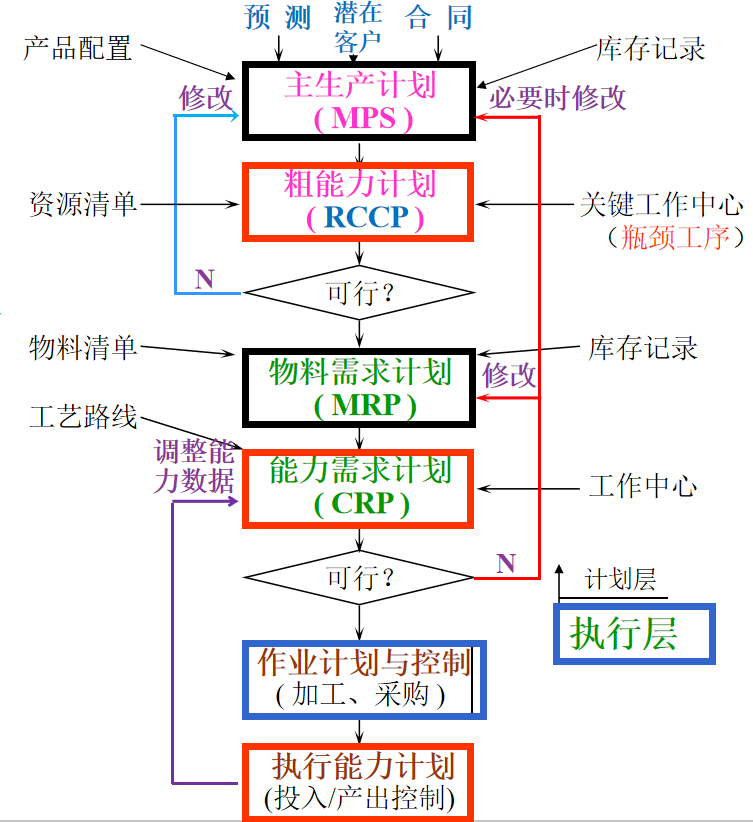 预 测
潜在
客户
合 同
产品配置
库存记录
主生产计划
( MPS )
修改
必要时修改
粗能力计划
( RCCP )
资源清单
关键工作中心
（瓶颈工序）
N
可行？
物料清单
库存记录
物料需求计划
( MRP )
修改
工艺路线
调整能
力数据
能力需求计划
( CRP )
工作中心
可行？
N
计划层
执行层
作业计划与控制
( 加工、采购 )
执行能力计划
(投入/产出控制)